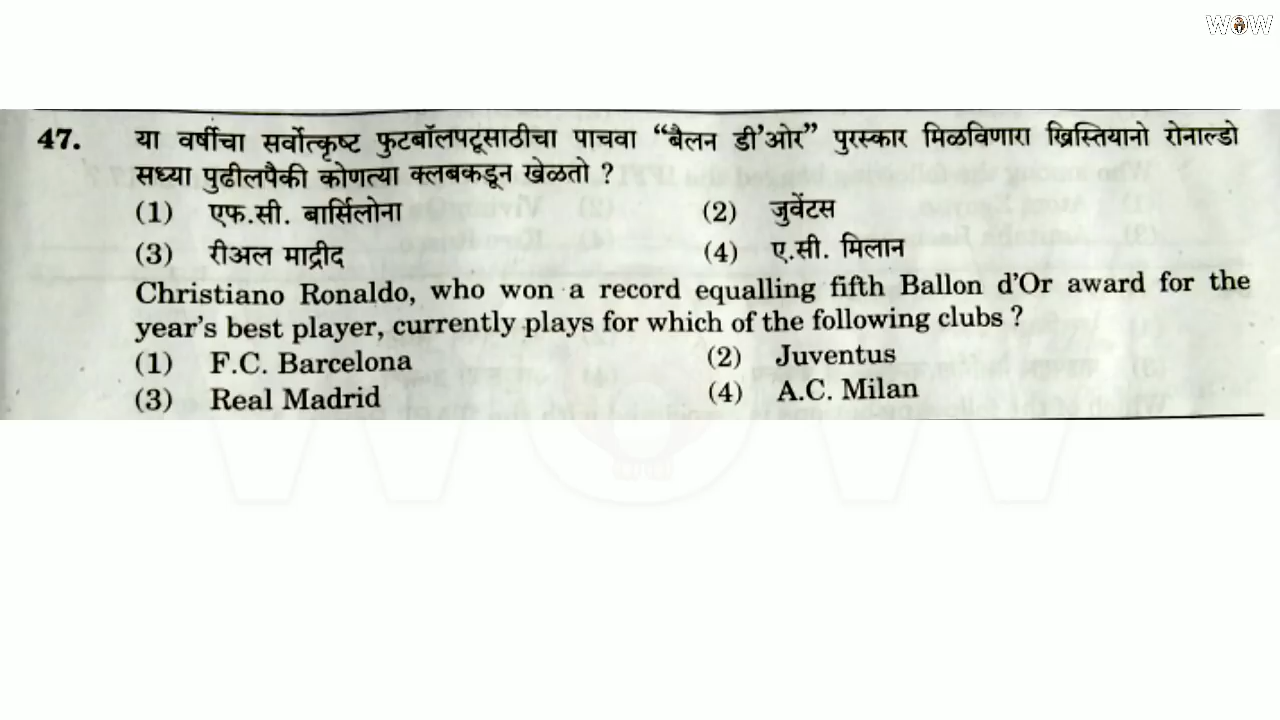 WOW
47. या वर्षीचा सर्वोत्कृष्ट फुटबॉलपटूसाठीचा पाचवा “बैलन डी’ओर” पुरस्कार मिळविणारा ख्रिस्तियानो रोनाल्डो
सध्या पुढीलपैकी कोणत्या क्लबकडून खेळतो ?
(1) एफ.सी. बार्सिलोना (2) जुवेंटस
(3) रीअल माद्रीद (4) ए.सी. मिलान
Christiano Ronaldo, who won a record equalling fifth Ballon d’Or award for the
year’s best player, currently plays for which of the following clubs ?
(1) F.C. Barcelona (2) Juventus
(3) Real Madrid (4) A.C. Milan
WOW